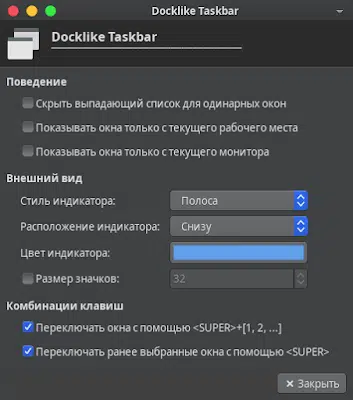 Docklike Taskbar
Docklike Taskbar
Поведение
Скрыть выпадающий список для одинарных окон
Показывать окна только с текущего рабочего места
Показывать окна только с текущего монитора
Внешний вид
Стиль индикатора: Полоса
Расположение индикатора: Снизу
Цвет индикатора:
Размер значков: 32
Комбинации клавиш
Переключать окна с помощью <SUPER>+[1, 2, ...]
Переключать ранее выбранные окна с помощью <SUPER>
× Закрыть